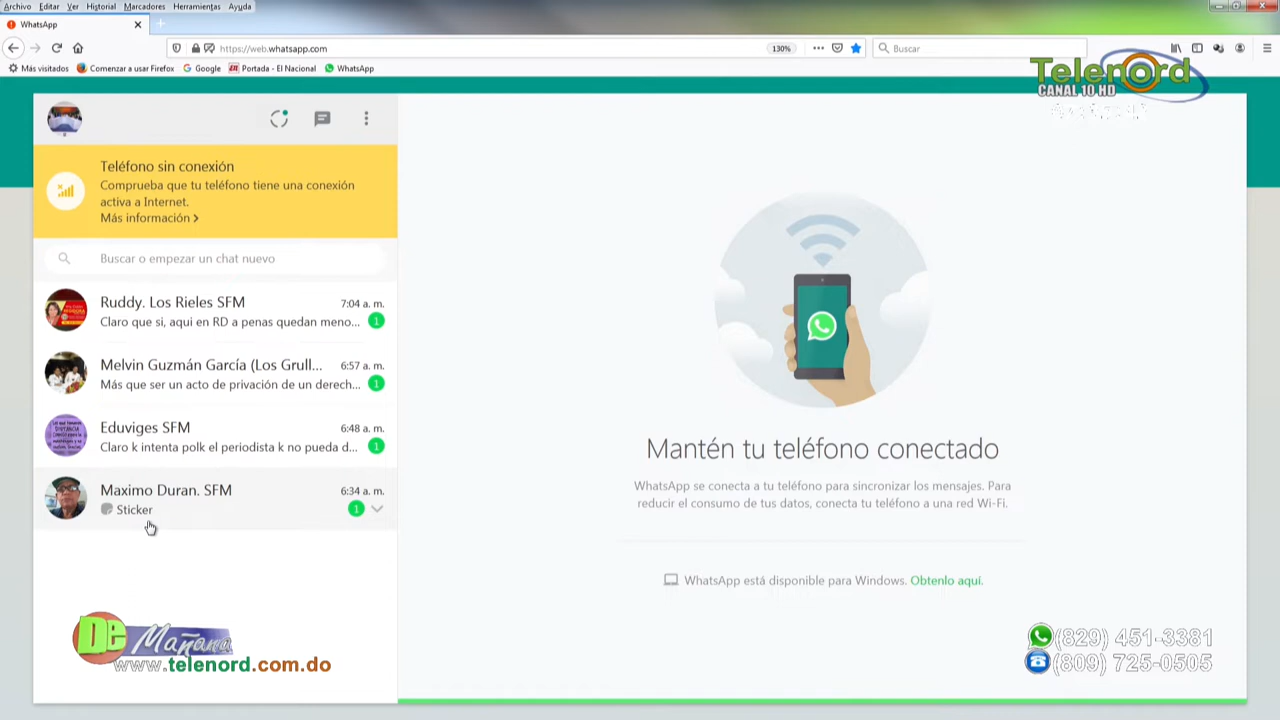 Archivo Editar Ver Historial Marcadores Herramientas Ayuda
WhatsApp
https://web.whatsapp.com
130%
Buscar
Más visitados Comenzar a usar Firefox Google Portada - El Nacional WhatsApp
Telenord
CANAL 10 HD
Teléfono sin conexión
Comprueba que tu teléfono tiene una conexión
activa a Internet.
Más información
Buscar o empezar un chat nuevo
Ruddy. Los Rieles SFM 7:04 a. m.
Claro que si, aqui en RD a penas quedan meno... 1
Melvin Guzmán García (Los Grull... 6:57 a. m.
Más que ser un acto de privación de un derech... 1
Eduviges SFM 6:48 a. m.
Claro k intenta polk el periodista k no pueda d... 1
Maximo Duran. SFM 6:34 a. m.
Sticker 1
Mantén tu teléfono conectado
WhatsApp se conecta a tu teléfono para sincronizar los mensajes. Para
reducir el consumo de tus datos, conecta tu teléfono a una red Wi-Fi.
WhatsApp está disponible para Windows. Obtenlo aquí.
De Mañana
www.telenord.com.do
(829) 451-3381
(809) 725-0505